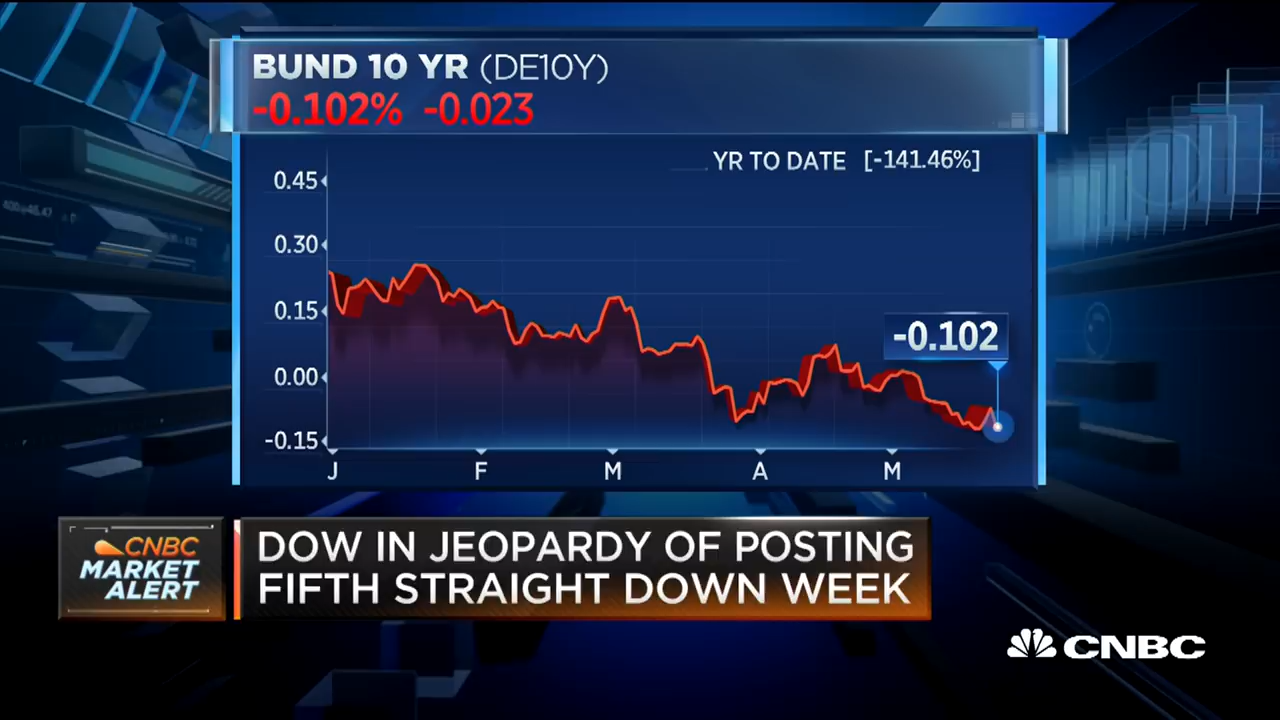 BUND 10 YR (DE10Y)
-0.102% -0.023
YR TO DATE [-141.46%]
0.45
0.30
0.15
0.00
-0.15
-0.102
J F M A M
CNBC
MARKET
ALERT
DOW IN JEOPARDY OF POSTING
FIFTH STRAIGHT DOWN WEEK
CNBC